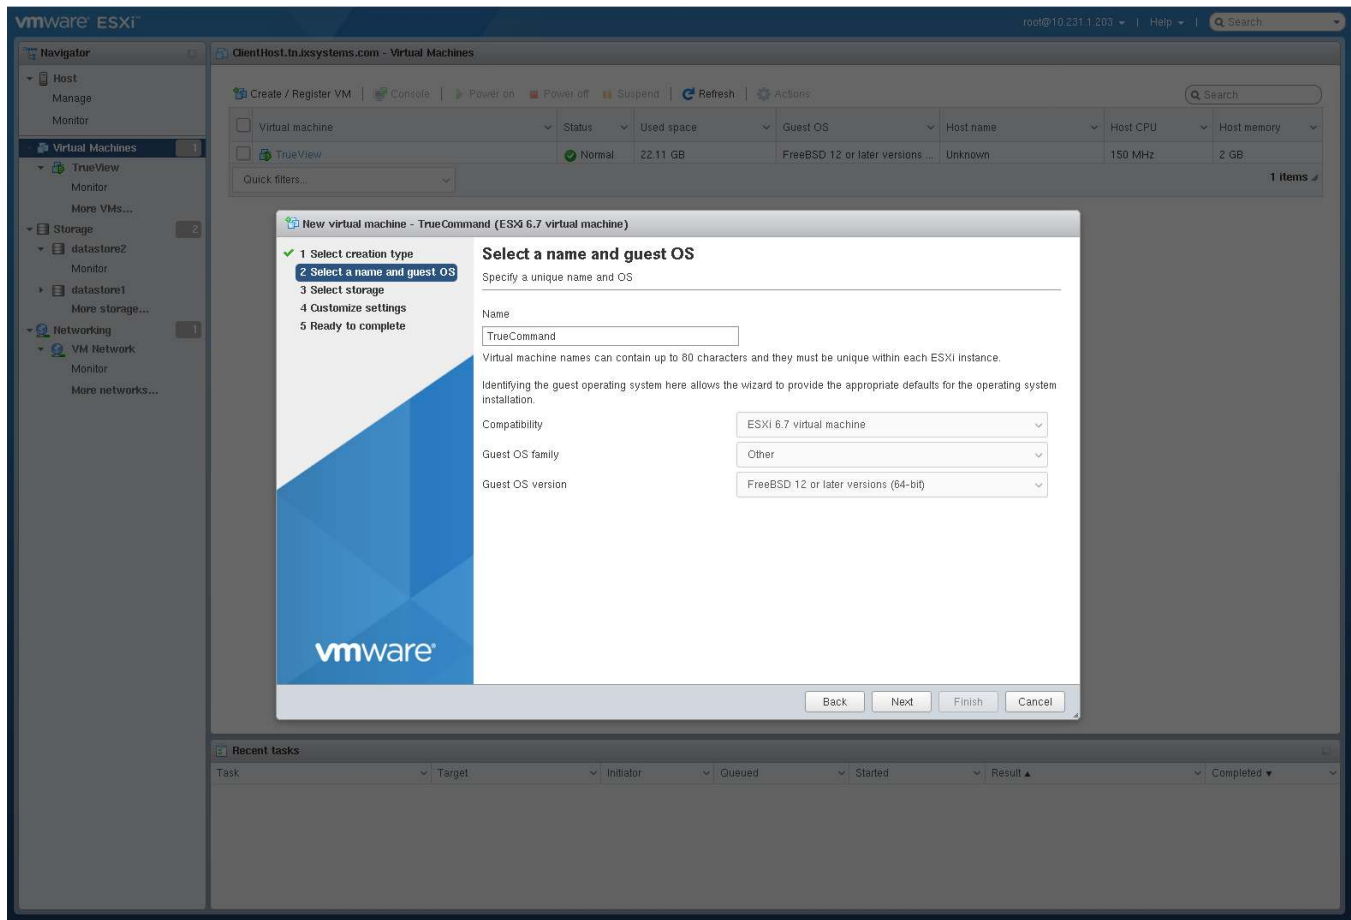 vmware ESXi™
root@10.231.1.203 | Help | Search
Navigator
Host
Manage
Monitor
Virtual Machines 1
TrueView
Monitor
More VMs...
Storage 2
datastore2
Monitor
datastore1
More storage...
Networking 1
VM Network
Monitor
More networks...
ClientHost.tn.ixsystems.com - Virtual Machines
Create / Register VM | Console | Power on Power off Suspend | Refresh | Actions
Search
Virtual machine Status Used space Guest OS Host name Host CPU Host memory
TrueView Normal 22.11 GB FreeBSD 12 or later versions ... Unknown 150 MHz 2 GB
Quick filters... 1 items
New virtual machine - TrueCommand (ESXi 6.7 virtual machine)
1 Select creation type
2 Select a name and guest OS
3 Select storage
4 Customize settings
5 Ready to complete
vmware®
Select a name and guest OS
Specify a unique name and OS
Name
TrueCommand
Virtual machine names can contain up to 80 characters and they must be unique within each ESXi instance.
Identifying the guest operating system here allows the wizard to provide the appropriate defaults for the operating system
installation.
Compatibility ESXi 6.7 virtual machine
Guest OS family Other
Guest OS version FreeBSD 12 or later versions (64-bit)
Back Next Finish Cancel
Recent tasks
Task Target Initiator Queued Started Result Completed